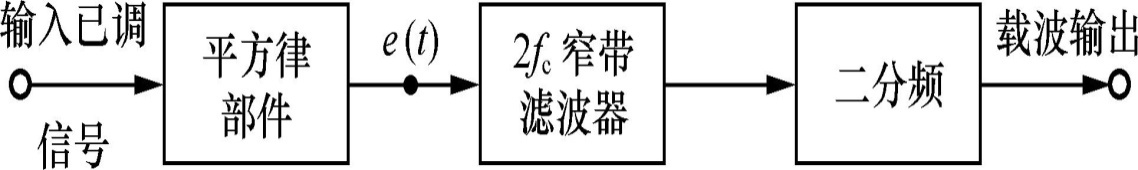 输入已调
信号
平方律
部件
e(t)
2fc 窄带
滤波器
二分频
载波输出